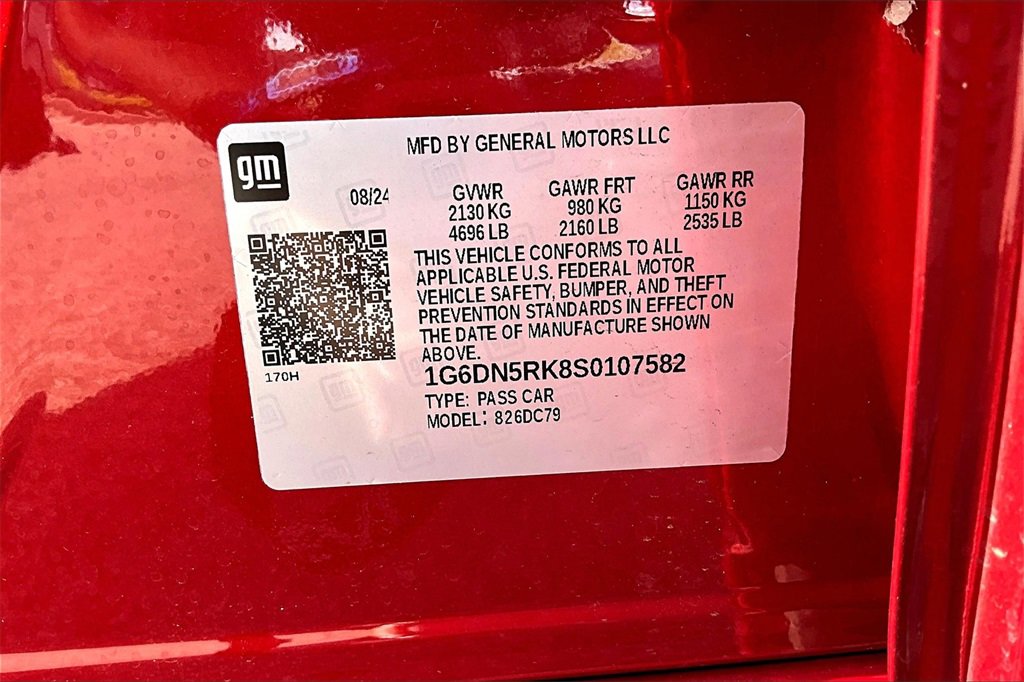 MFD BY GENERAL MOTORS LLC
gm
08/24
GVWR GAWR FRT GAWR RR
2130 KG 980 KG 1150 KG
4696 LB 2160 LB 2535 LB
THIS VEHICLE CONFORMS TO ALL
APPLICABLE U.S. FEDERAL MOTOR
VEHICLE SAFETY, BUMPER, AND THEFT
PREVENTION STANDARDS IN EFFECT ON
THE DATE OF MANUFACTURE SHOWN
ABOVE.
170H
1G6DN5RK8S0107582
TYPE: PASS CAR
MODEL: 826DC79